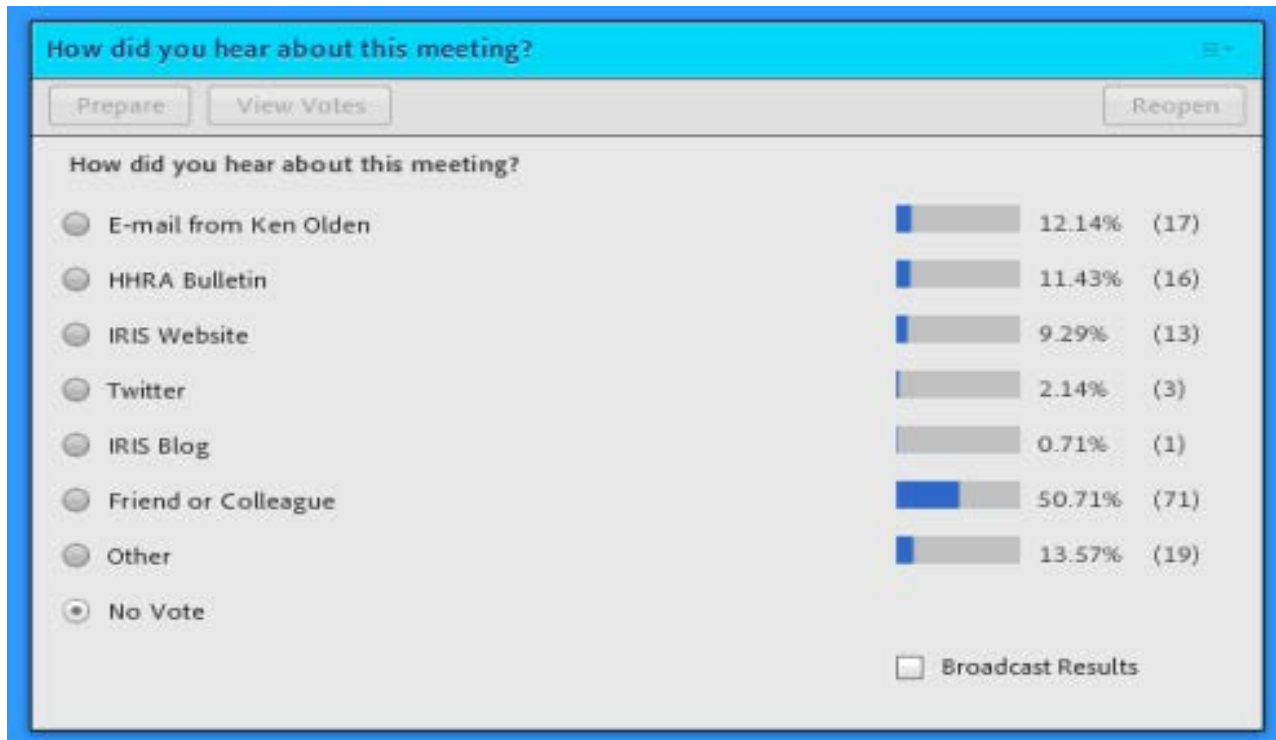 How did you hear about this meeting?
Prepare View Votes Reopen
How did you hear about this meeting?
E-mail from Ken Olden 12.14% (17)
HHRA Bulletin 11.43% (16)
IRIS Website 9.29% (13)
Twitter 2.14% (3)
IRIS Blog 0.71% (1)
Friend or Colleague 50.71% (71)
Other 13.57% (19)
No Vote
Broadcast Results